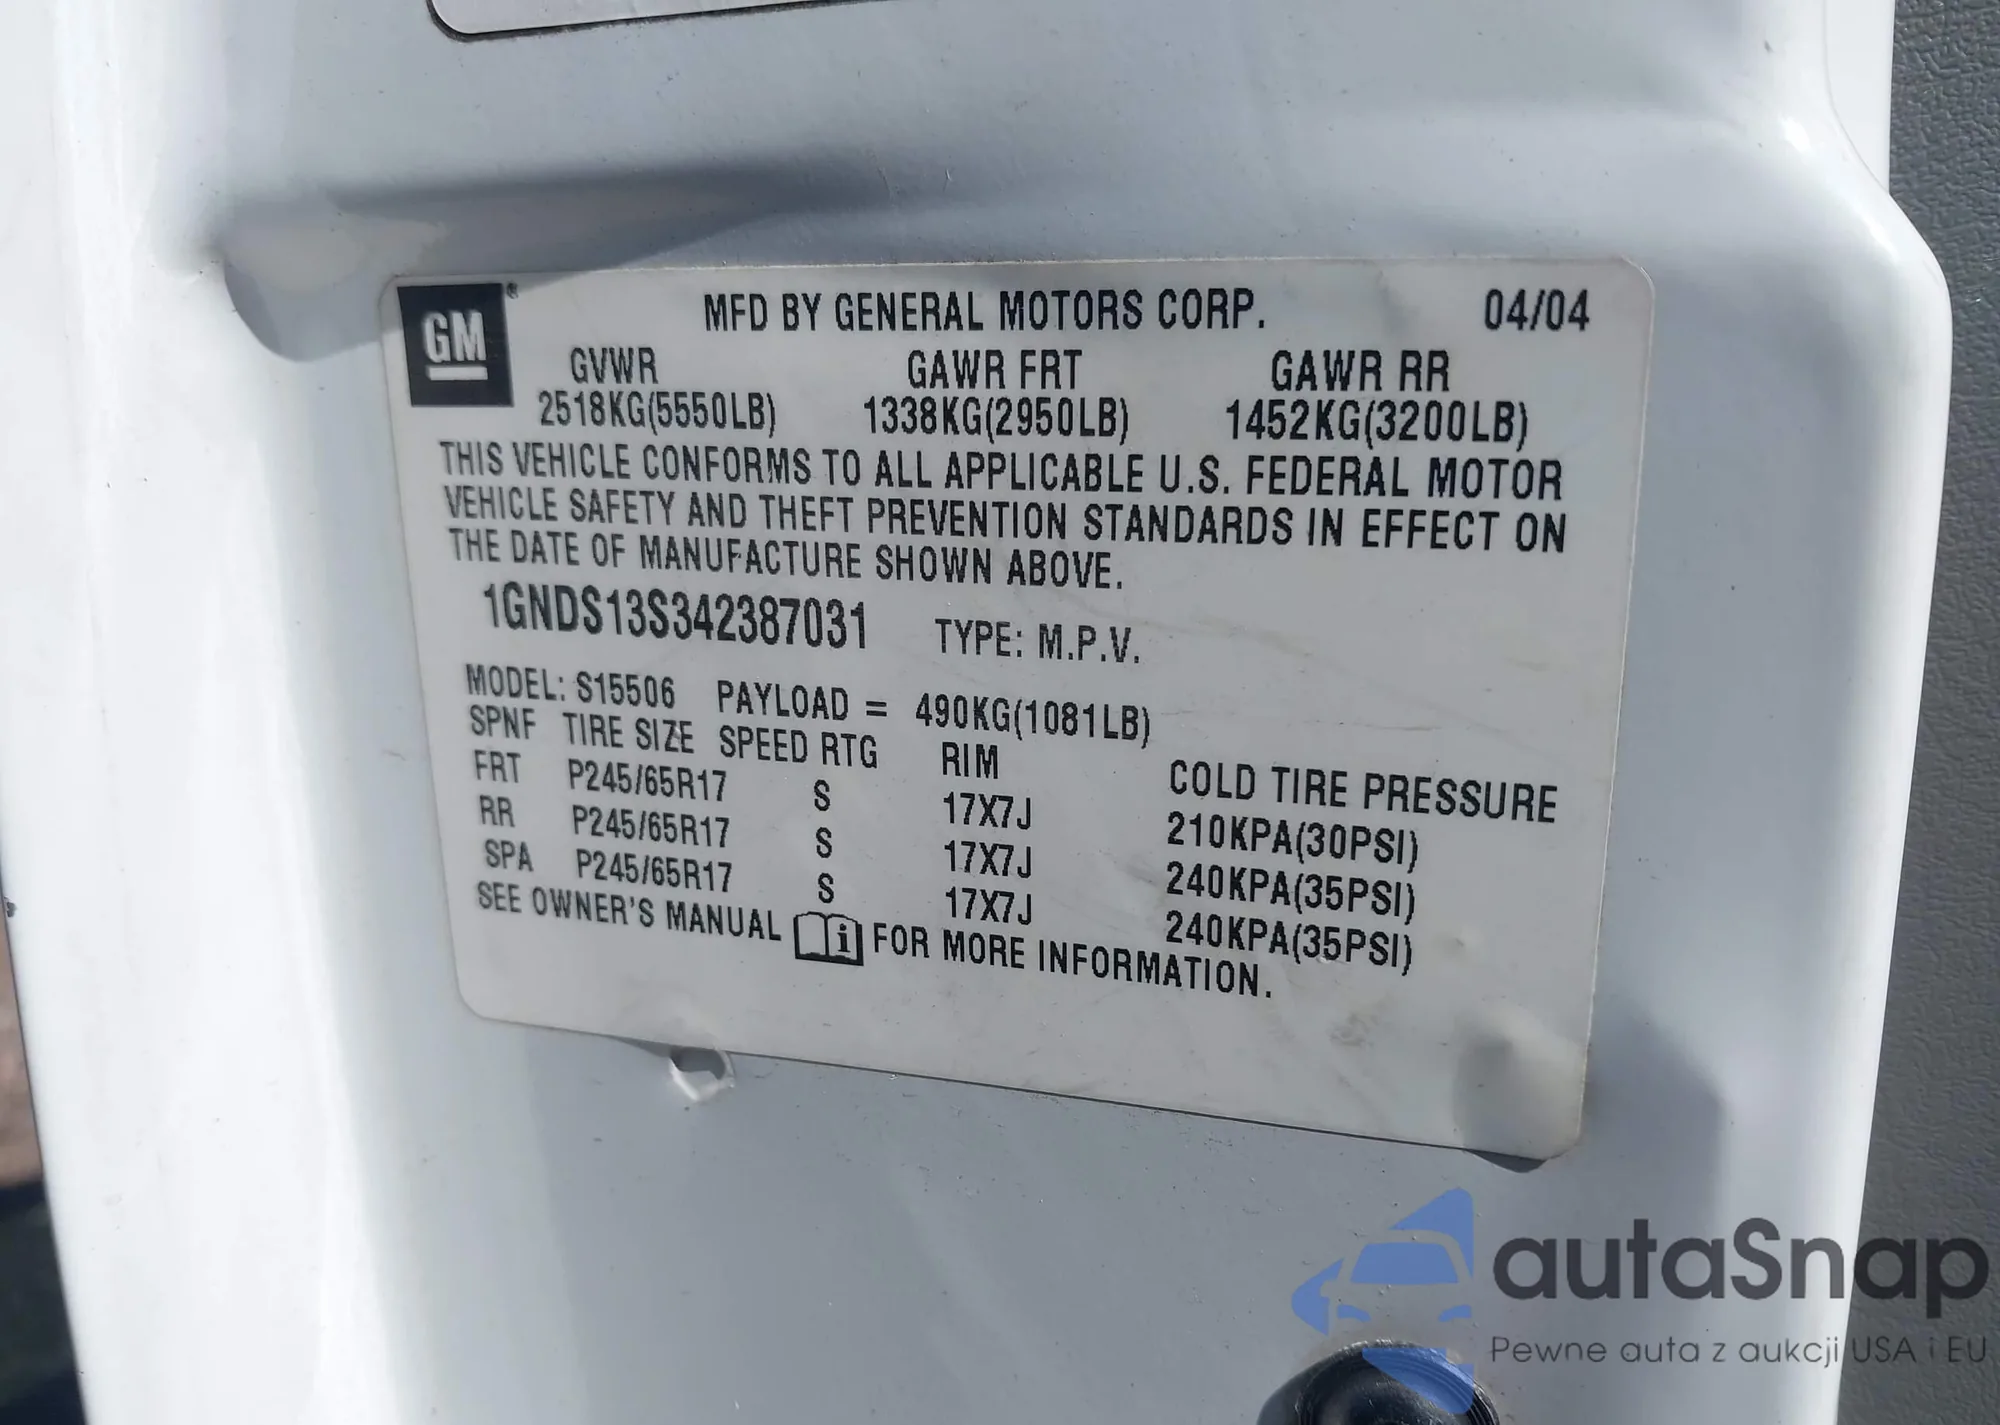 GM®
MFD BY GENERAL MOTORS CORP. 04/04
GVWR GAWR FRT GAWR RR
2518KG(5550LB) 1338KG(2950LB) 1452KG(3200LB)
THIS VEHICLE CONFORMS TO ALL APPLICABLE U.S. FEDERAL MOTOR
VEHICLE SAFETY AND THEFT PREVENTION STANDARDS IN EFFECT ON
THE DATE OF MANUFACTURE SHOWN ABOVE.
1GNDS13S342387031 TYPE: M.P.V.
MODEL: S15506 PAYLOAD = 490KG(1081LB)
SPNF TIRE SIZE SPEED RTG RIM COLD TIRE PRESSURE
FRT P245/65R17 S 17X7J 210KPA(30PSI)
RR P245/65R17 S 17X7J 240KPA(35PSI)
SPA P245/65R17 S 17X7J 240KPA(35PSI)
SEE OWNER'S MANUAL i FOR MORE INFORMATION.
autaSnap
Pewne auta z aukcji USA i EU